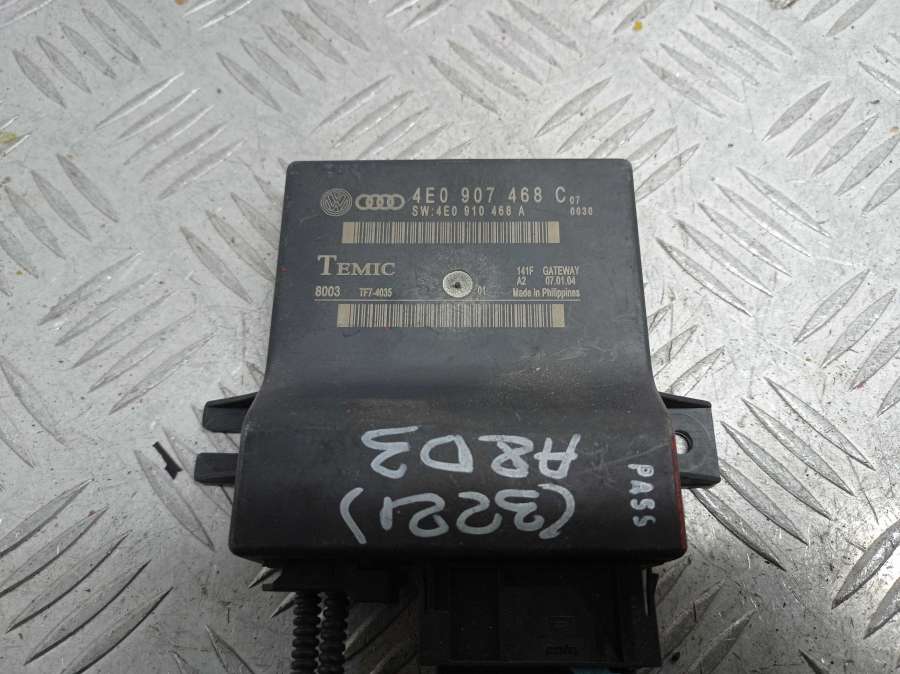 4E0 907 468 C 07
SW:4E0 910 468 A 0030
TEMIC
141F GATEWAY
A2 07.01.04
8003 TF7-4035 01 Made in Philippines
A8D3
(3221)
PASS